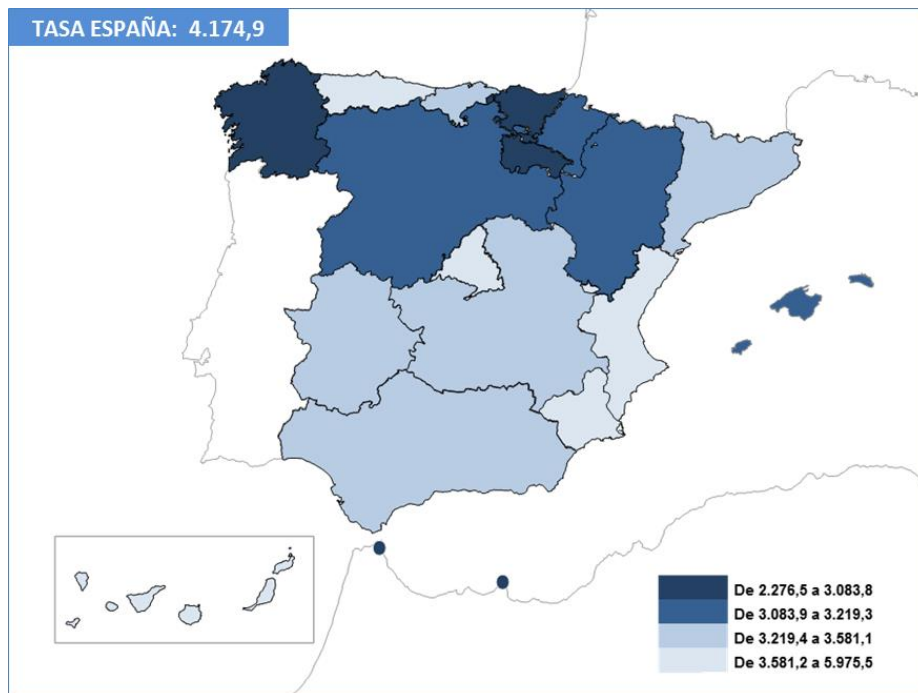 TASA ESPAÑA: 4.174,9
De 2.276,5 a 3.083,8
De 3.083,9 a 3.219,3
De 3.219,4 a 3.581,1
De 3.581,2 a 5.975,5